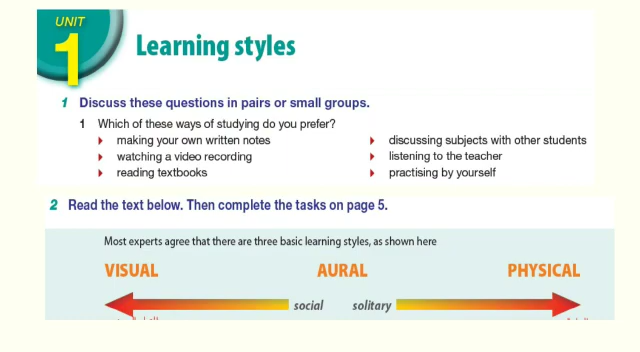 UNIT
1
Learning styles
1 Discuss these questions in pairs or small groups.
1 Which of these ways of studying do you prefer?
making your own written notes
watching a video recording
reading textbooks
discussing subjects with other students
listening to the teacher
practising by yourself
2 Read the text below. Then complete the tasks on page 5.
Most experts agree that there are three basic learning styles, as shown here
VISUAL AURAL PHYSICAL
social solitary